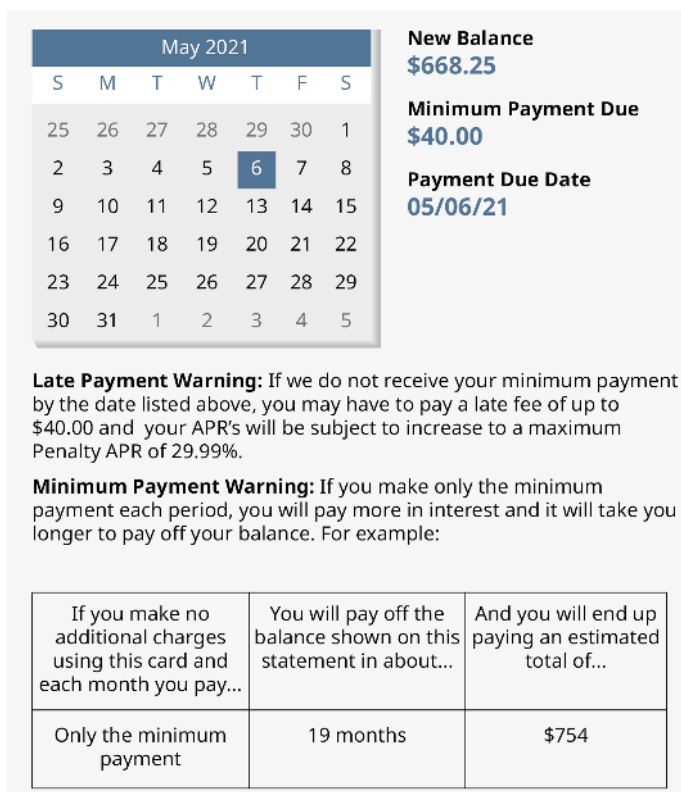 May 2021
S M T W T F S
25 26 27 28 29 30 1
2 3 4 5 6 7 8
9 10 11 12 13 14 15
16 17 18 19 20 21 22
23 24 25 26 27 28 29
30 31 1 2 3 4 5
New Balance
$668.25
Minimum Payment Due
$40.00
Payment Due Date
05/06/21
Late Payment Warning: If we do not receive your minimum payment
by the date listed above, you may have to pay a late fee of up to
$40.00 and your APR's will be subject to increase to a maximum
Penalty APR of 29.99%.
Minimum Payment Warning: If you make only the minimum
payment each period, you will pay more in interest and it will take you
longer to pay off your balance. For example:
If you make no
additional charges
using this card and
each month you pay...
You will pay off the
balance shown on this
statement in about...
And you will end up
paying an estimated
total of...
Only the minimum
payment
19 months
$754